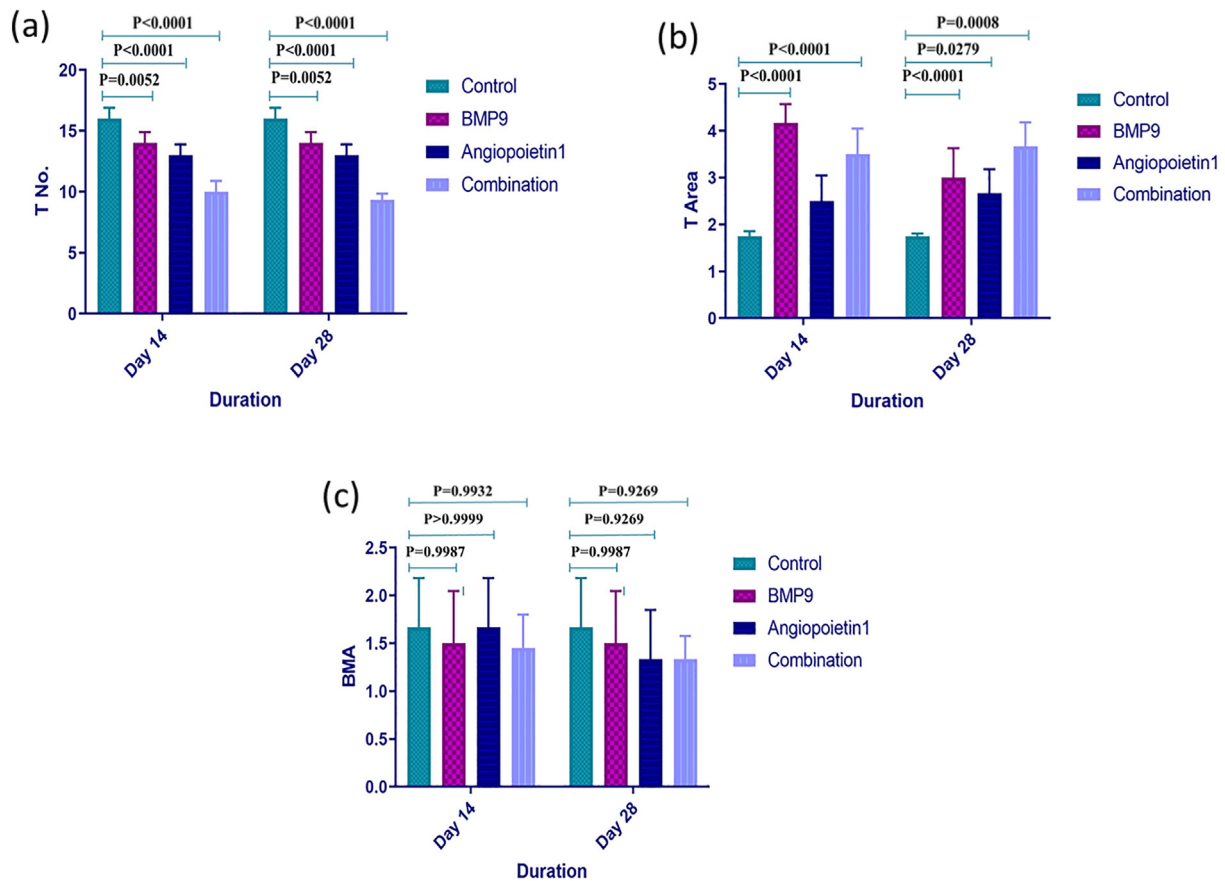 (a)
P<0.0001
P<0.0001
P<0.0001
P<0.0001
P=0.0052
P=0.0052
20
15
10
5
0
T No.
Day 14
Day 28
Duration
Control
BMP9
Angiopoietin1
Combination
(b)
P=0.0008
P<0.0001
P=0.0279
P<0.0001
P<0.0001
5
4
3
2
1
0
T Area
Day 14
Day 28
Duration
Control
BMP9
Angiopoietin1
Combination
(c)
P=0.9932
P=0.9269
P>0.9999
P=0.9269
P=0.9987
P=0.9987
2.5
2.0
1.5
1.0
0.5
0.0
BMA
Day 14
Day 28
Duration
Control
BMP9
Angiopoietin1
Combination